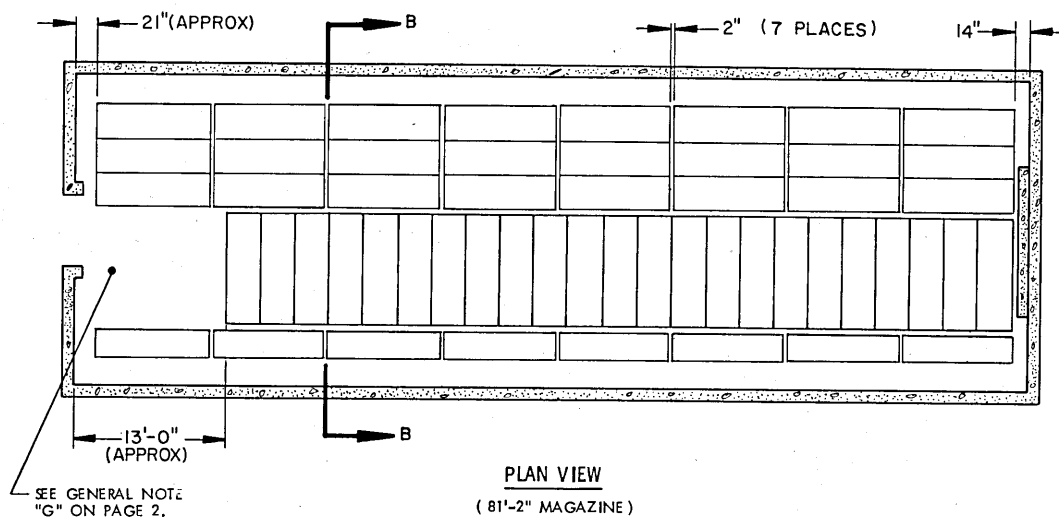 21"(APPROX)
B
2" (7 PLACES)
14"
B
13'-0"
(APPROX)
SEE GENERAL NOTE
"G" ON PAGE 2.
PLAN VIEW
( 81'-2" MAGAZINE )